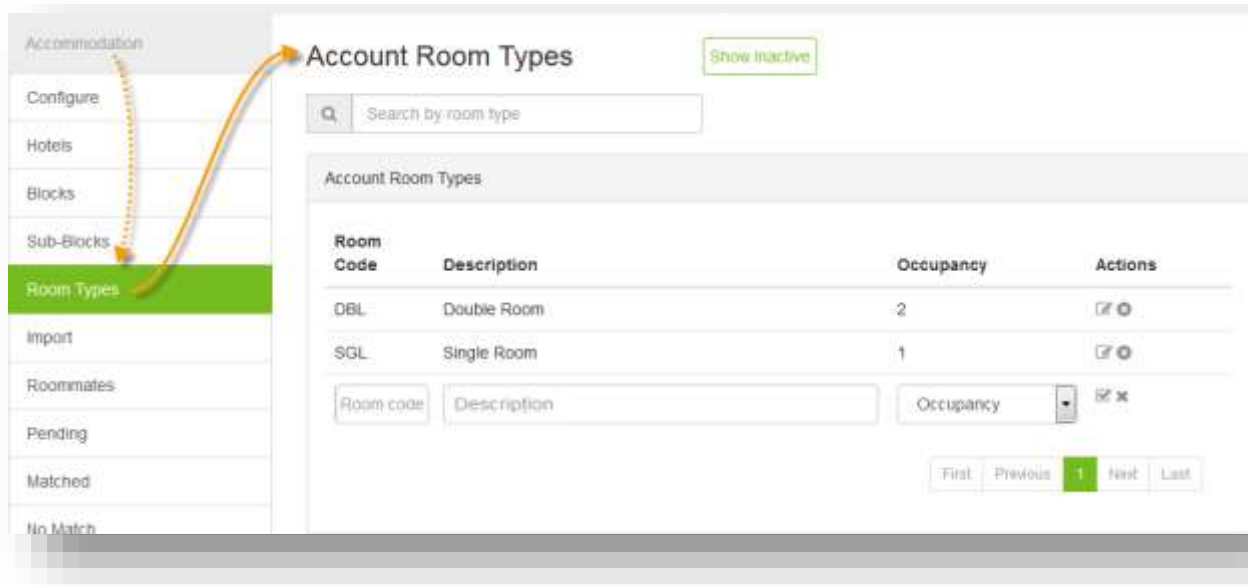 Accommodation
Configure
Hotels
Blocks
Sub-Blocks
Room Types
Import
Roommates
Pending
Matched
No Match
Account Room Types
Show Inactive
Search by room type
Account Room Types
Room
Code Description Occupancy Actions
DBL Double Room 2
SGL Single Room 1
Room code Description Occupancy
First Previous 1 Next Last